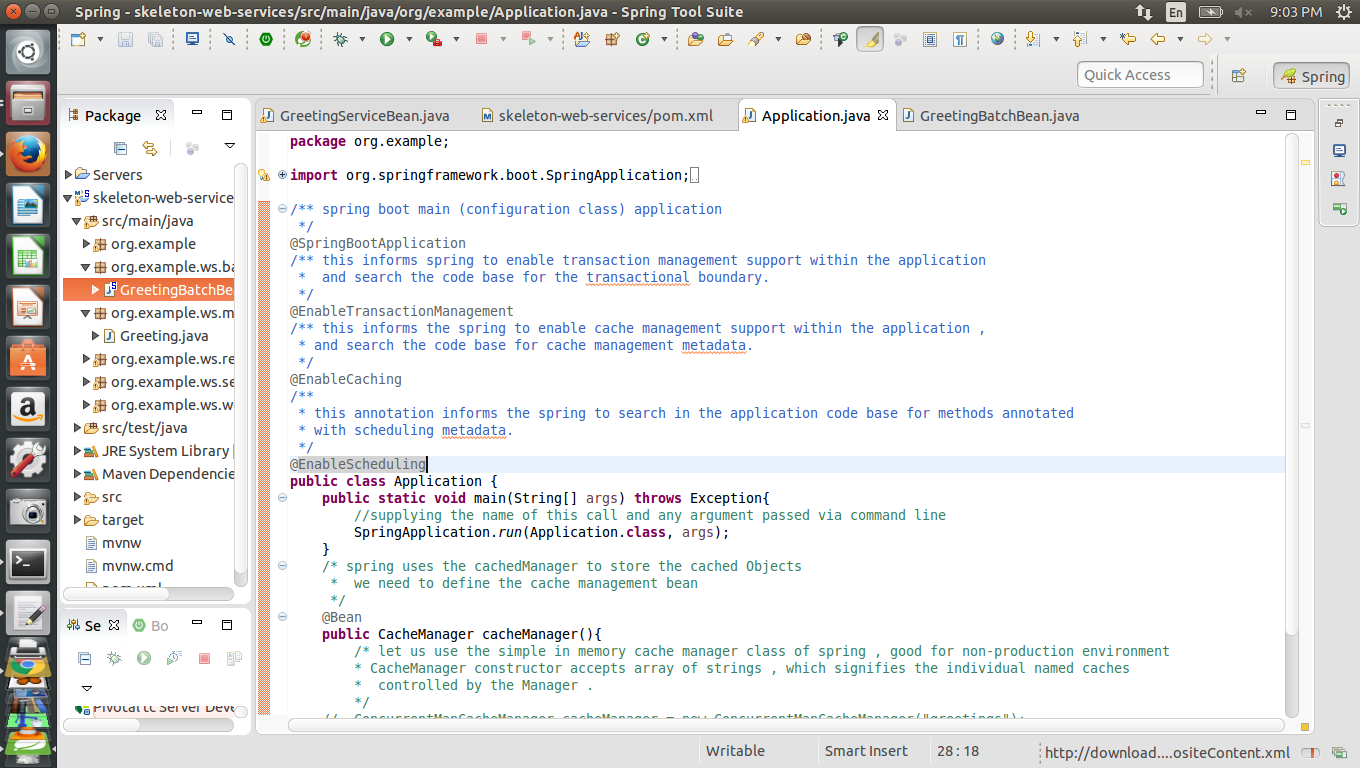 Spring - skeleton-web-services/src/main/java/org/example/Application.java - Spring Tool Suite
En
9:03 PM
Quick Access
Spring
Package
GreetingServiceBean.java
skeleton-web-services/pom.xml
Application.java
GreetingBatchBean.java
Servers
skeleton-web-service
src/main/java
org.example
org.example.ws.ba
GreetingBatchBe
org.example.ws.m
Greeting.java
org.example.ws.re
org.example.ws.se
org.example.ws.w
src/test/java
JRE System Library [
Maven Dependencie
src
target
mvnw
mvnw.cmd
pom.xml
Se
Bo
Pivotal tc Server Deve
package org.example;
import org.springframework.boot.SpringApplication;
/** spring boot main (configuration class) application
*/
@SpringBootApplication
/** this informs spring to enable transaction management support within the application
* and search the code base for the transactional boundary.
*/
@EnableTransactionManagement
/** this informs the spring to enable cache management support within the application ,
* and search the code base for cache management metadata.
*/
@EnableCaching
/**
* this annotation informs the spring to search in the application code base for methods annotated
* with scheduling metadata.
*/
@EnableScheduling
public class Application {
public static void main(String[] args) throws Exception{
//supplying the name of this call and any argument passed via command line
SpringApplication.run(Application.class, args);
}
/* spring uses the cachedManager to store the cached Objects
* we need to define the cache management bean
*/
@Bean
public CacheManager cacheManager(){
/* let us use the simple in memory cache manager class of spring , good for non-production environment
* CacheManager constructor accepts array of strings , which signifies the individual named caches
* controlled by the Manager .
*/
// ConcurrentMapCacheManager cacheManager = new ConcurrentMapCacheManager("greetings");
Writable
Smart Insert
28 : 18
http://download....ositeContent.xml